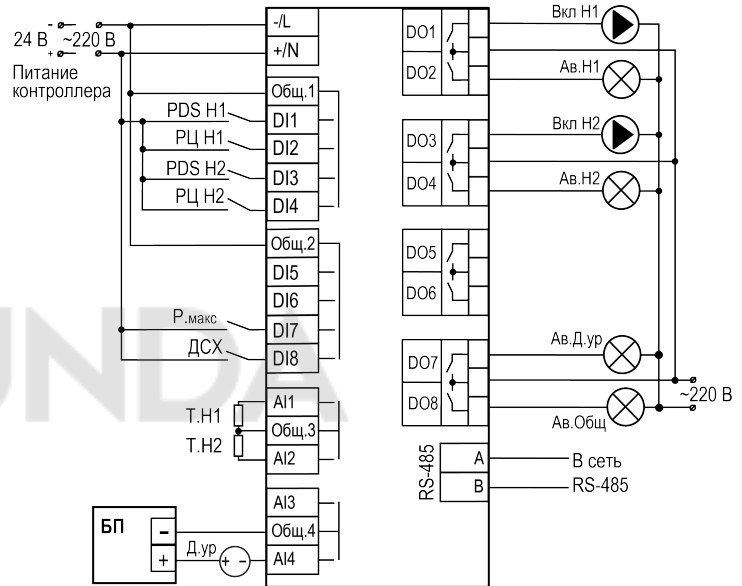 24 В ~220 В
Питание
контроллера
-/L
+/N
Общ.1
PDS Н1
DI1
РЦ Н1
DI2
PDS Н2
DI3
РЦ Н2
DI4
Общ.2
DI5
DI6
Р.макс
DI7
ДСХ
DI8
Т.Н1
AI1
Общ.3
Т.Н2
AI2
AI3
БП
-
Общ.4
+
Д.ур
+ -
AI4
DO1
Вкл Н1
DO2
Ав.Н1
DO3
Вкл Н2
DO4
Ав.Н2
DO5
DO6
DO7
Ав.Д.ур
DO8
Ав.Общ
~220 В
RS-485
A
В сеть
B
RS-485
UNDA